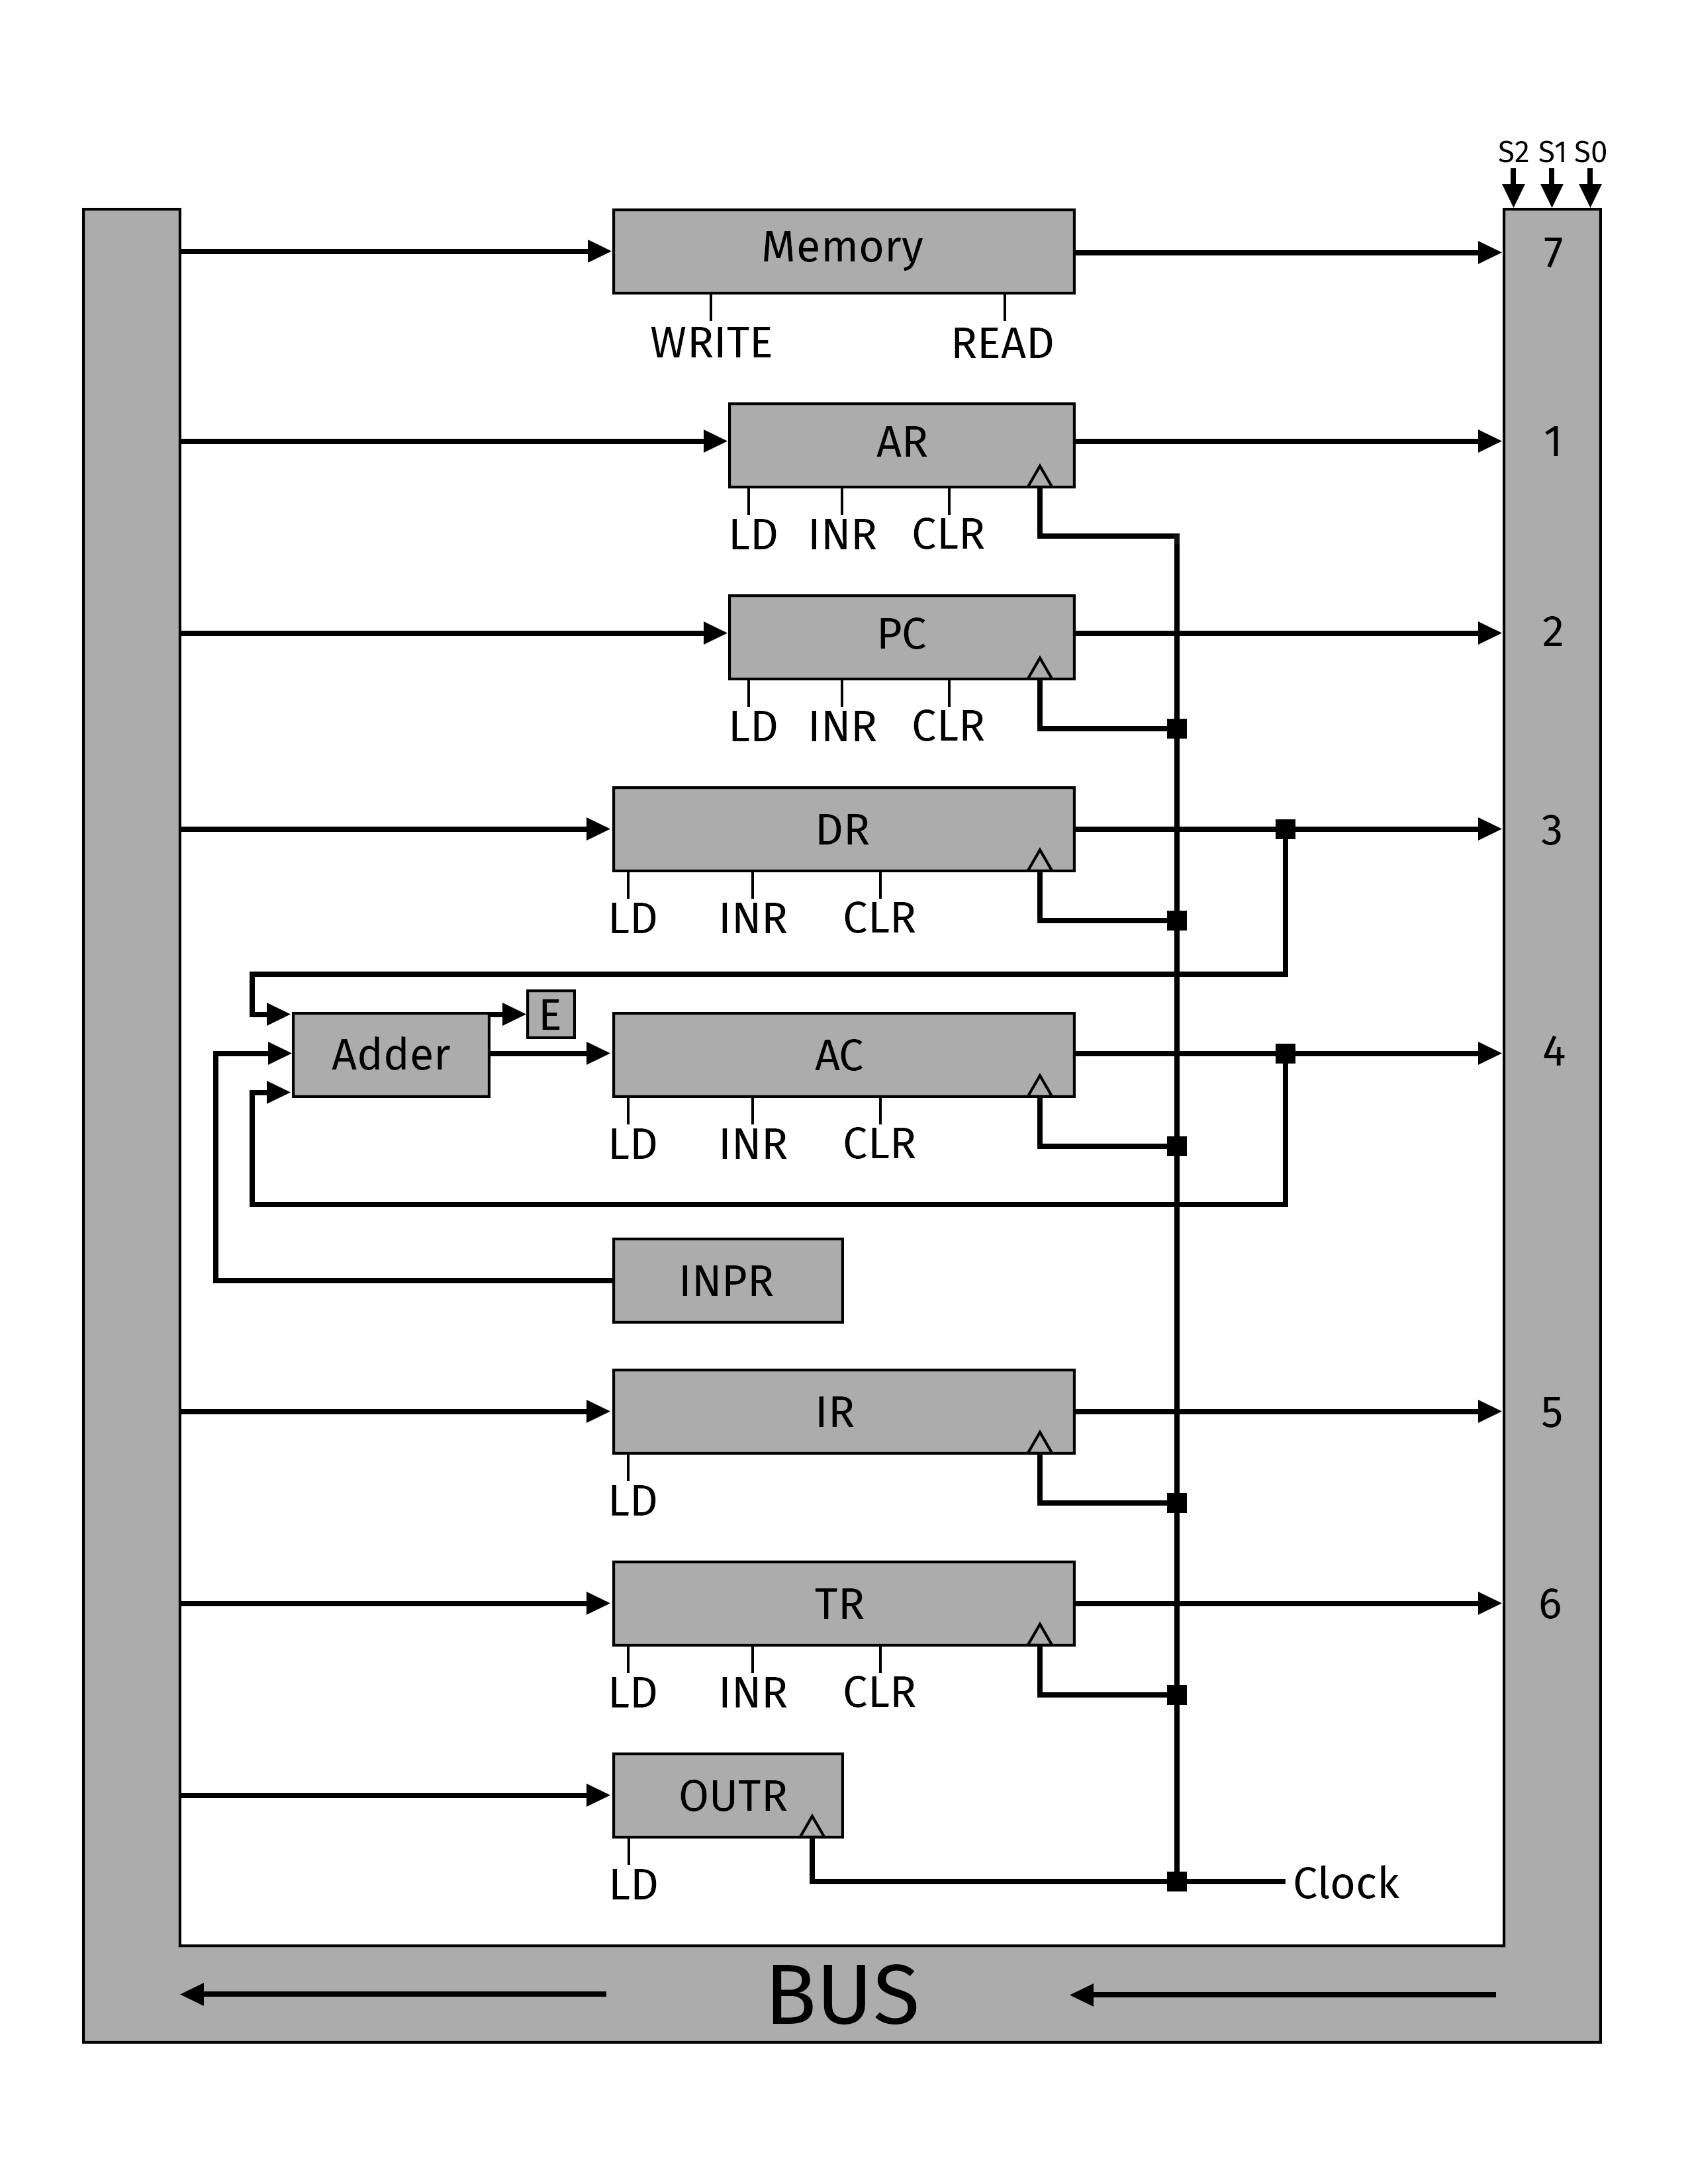 S2 S1 S0
Memory
7
WRITE READ
AR
1
LD INR CLR
PC
2
LD INR CLR
DR
3
LD INR CLR
E
Adder
AC
4
LD INR CLR
INPR
IR
5
LD
TR
6
LD INR CLR
OUTR
LD
Clock
BUS